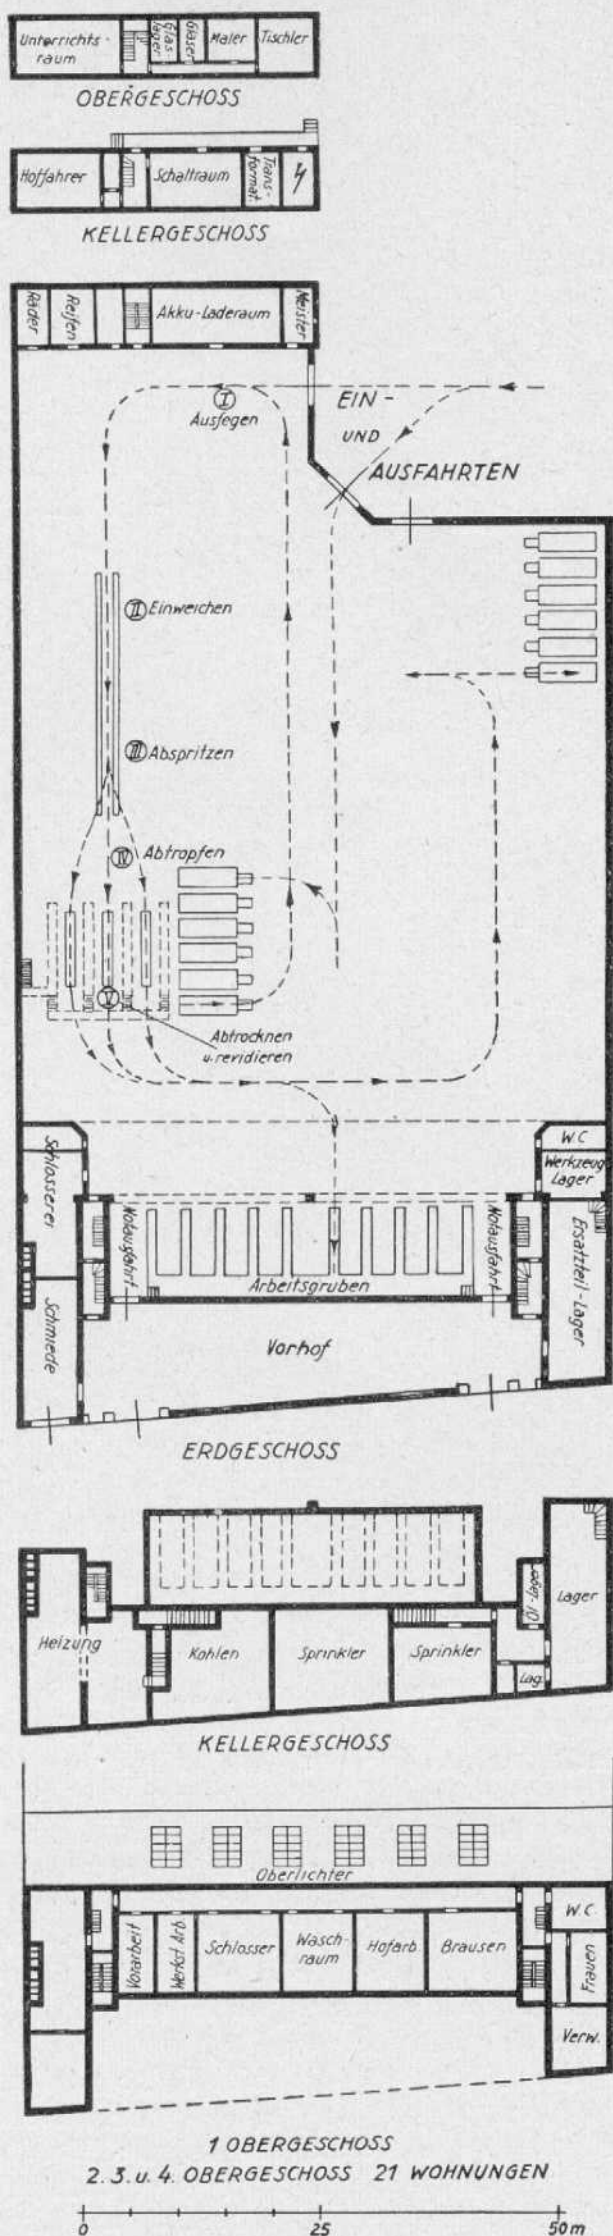 Unterrichts-
raum
Glas-
lager
Glaser
Maler
Tischler
OBERGESCHOSS
Hoffahrer
Schaltraum
Trans-
format.
KELLERGESCHOSS
Räder
Reifen
Akku-Laderaum
Meister
I
Ausfegen
EIN-
UND
AUSFAHRTEN
II Einweichen
III Abspritzen
IV Abtropfen
V
Abtrocknen
u. revidieren
Schlosserei
W.C
Werkzeug
Lager
Notausfahrt
Notausfahrt
Arbeitsgruben
Ersatzteil-Lager
Schmiede
Vorhof
ERDGESCHOSS
Heizung
Kohlen
Sprinkler
Sprinkler
Öl-Lager
Lager
Lag.
KELLERGESCHOSS
Oberlichter
Vorarbeit
Werkst Arb
Schlosser
Wasch-
raum
Hofarb.
Brausen
W.C.
Frauen
Verw.
1 OBERGESCHOSS
2. 3. u. 4. OBERGESCHOSS 21 WOHNUNGEN
0 25 50 m